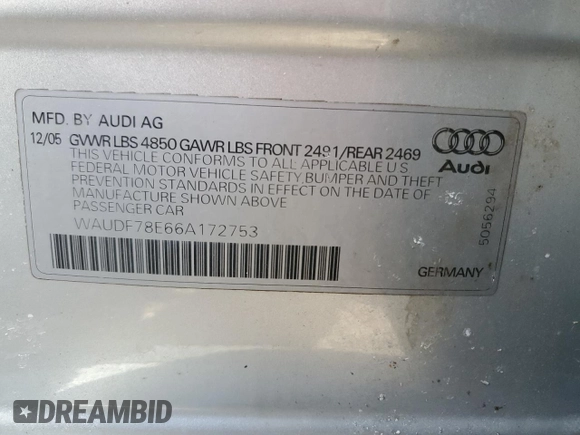 MFD. BY AUDI AG
12/05 GVWR LBS 4850 GAWR LBS FRONT 2491/REAR 2469
THIS VEHICLE CONFORMS TO ALL APPLICABLE U S
FEDERAL MOTOR VEHICLE SAFETY, BUMPER AND THEFT
PREVENTION STANDARDS IN EFFECT ON THE DATE OF
MANUFACTURE SHOWN ABOVE
PASSENGER CAR
WAUDF78E66A172753
Audi
5056294
GERMANY
DREAMBID